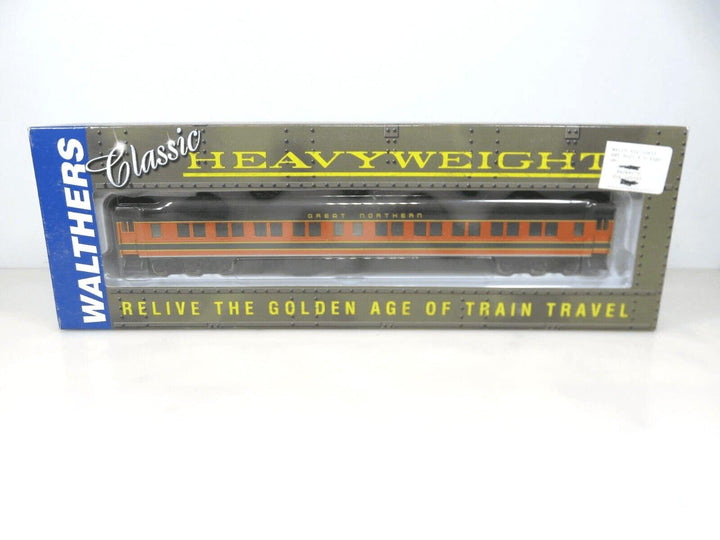 WALTHERS
Classic
HEAVYWEIGHT
GREAT NORTHERN
RELIVE THE GOLDEN AGE OF TRAIN TRAVEL